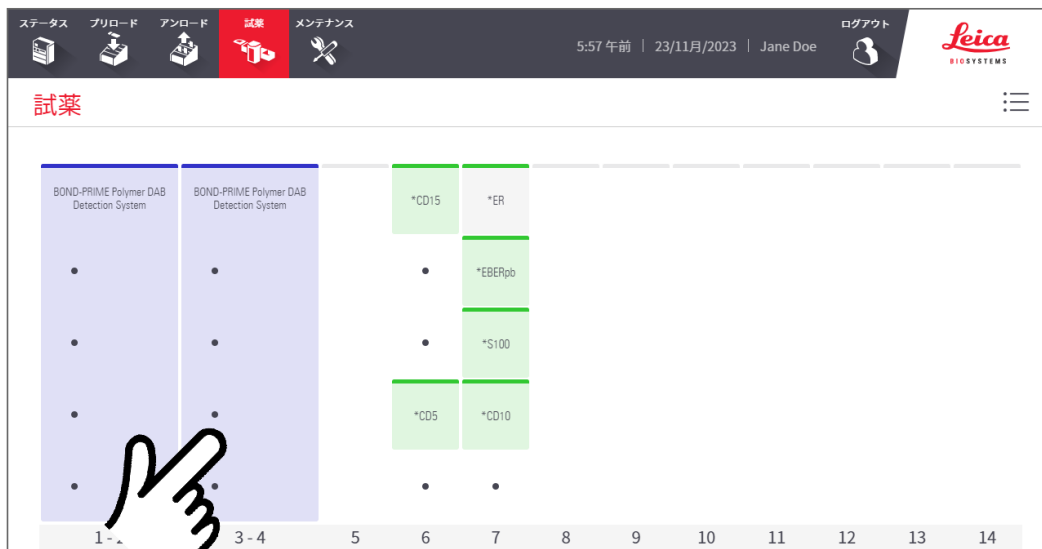 ステータス プリロード アンロード 試薬 メンテナンス ログアウト
5:57 午前 | 23/11月/2023 | Jane Doe
Leica
BIOSYSTEMS
試薬
BOND-PRIME Polymer DAB
Detection System
BOND-PRIME Polymer DAB
Detection System
*CD15 *ER
*EBERpb
*S100
*CD5 *CD10
3 - 4 5 6 7 8 9 10 11 12 13 14